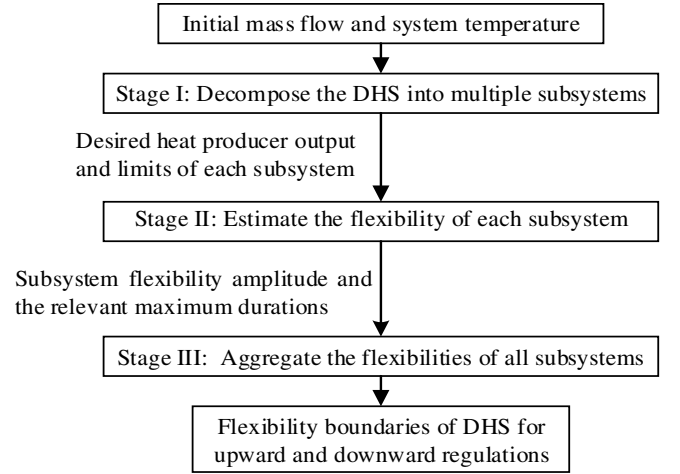 Initial mass flow and system temperature
Stage I: Decompose the DHS into multiple subsystems
Desired heat producer output
and limits of each subsystem
Stage II: Estimate the flexibility of each subsystem
Subsystem flexibility amplitude and
the relevant maximum durations
Stage III: Aggregate the flexibilities of all subsystems
Flexibility boundaries of DHS for
upward and downward regulations